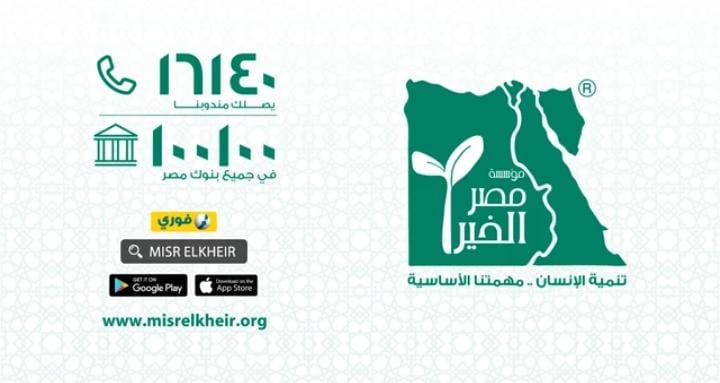 ١٦١٤٠
يصلك مندوبنا
١٠٠١٠٠
في جميع بنوك مصر
فوري
MISR ELKHEIR
GET IT ON
Google Play
Download on the
App Store
www.misrelkheir.org
®
مؤسسة
مصر
الخير
تنمية الإنسان .. مهمتنا الأساسية